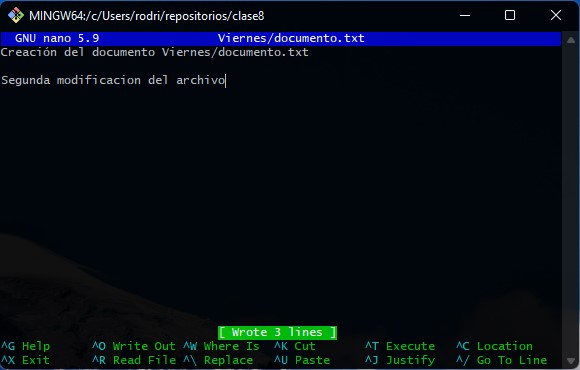 MINGW64:/c/Users/rodri/repositorios/clase8
GNU nano 5.9 Viernes/documento.txt
Creación del documento Viernes/documento.txt
Segunda modificacion del archivo
[ Wrote 3 lines ]
^G Help ^O Write Out ^W Where Is ^K Cut ^T Execute ^C Location
^X Exit ^R Read File ^\ Replace ^U Paste ^J Justify ^/ Go To Line